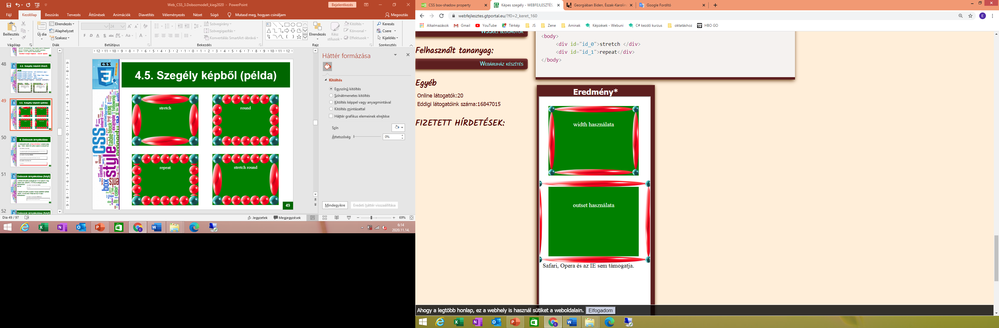 Web_CSS_3.Dobozmodell_kieg2020 - PowerPoint
Bejelentkezés
Fájl
Kezdőlap
Beszúrás
Tervezés
Áttűnések
Animációk
Diavetítés
Véleményezés
Nézet
Súgó
Mutasd meg, hogyan csináljam
Megosztás
Beillesztés
Új dia
Elrendezés
Alaphelyzet
Szakasz
24
Szövegirány
Szövegigazítás
Konvertálás SmartArt-ábrává
Elrendezés
Kész stílusok
Kitöltés
Körvonal
Effektusok
Keresés
Csere
Kijelölés
Vágólap
Diák
Betűtípus
Bekezdés
Rajz
Szerkesztés
48
4.5. Szegély képből (folyt)
49
4.5. Szegély képből (példa)
50
II. Dobozok árnyékolása
51
Dobozok árnyékolása (folyt)
52
Dobozok árnyékolása (folyt)
CSS
3
4.5. Szegély képből (példa)
stretch
round
repeat
stretch round
49
Háttér formázása
Kitöltés
Egyszínű kitöltés
Színátmenetes kitöltés
Kitöltés képpel vagy anyagmintával
Kitöltés mintázattal
Háttér grafikus elemeinek elrejtése
Szín
Áttetszőség
0%
Mindegyikre
Eredeti háttér visszaállítása
Dia 49 / 97
Jegyzetek
Megjegyzések
69%
6:14
2020.11.14.
CSS box-shadow property
Képes szegély - WEBFEJLESZTÉS,
Georgiában Biden, Észak-Karolin
Google Fordító
webfejlesztes.gtportal.eu/?f0=2_keret_160
Alkalmazások
Gmail
YouTube
Térkép
JS
Zene
Aminak
Képzések - Webuni
C# kezdő kurzus
oktatáshoz
HBO GO
WSSuli blogmotor
Felhasznált tananyag:
Webáruház készítés
Egyéb
Online látogatók:20
Eddigi látogatóink száma:16847015
FIZETETT HÍRDETÉSEK:
<body>
<div id="id_0">stretch </div>
<div id="id_1">repeat</div>
</body>
Eredmény*
width használata
outset használata
Safari, Opera és az IE sem támogatja.
Ahogy a legtöbb honlap, ez a webhely is használ sütiket a weboldalain.
Elfogadom